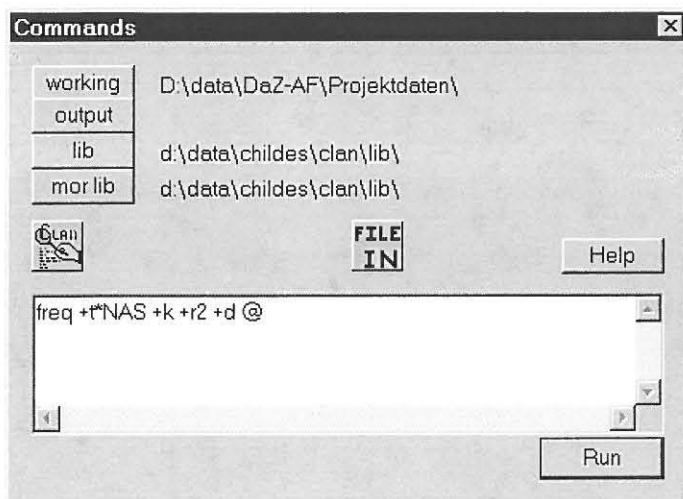 Commands
working D:\data\DaZ-AF\Projektdaten\
output
lib d:\data\childes\clan\lib\
mor lib d:\data\childes\clan\lib\
CLAN FILE IN Help
freq +t*NAS +k +r2 +d @
Run